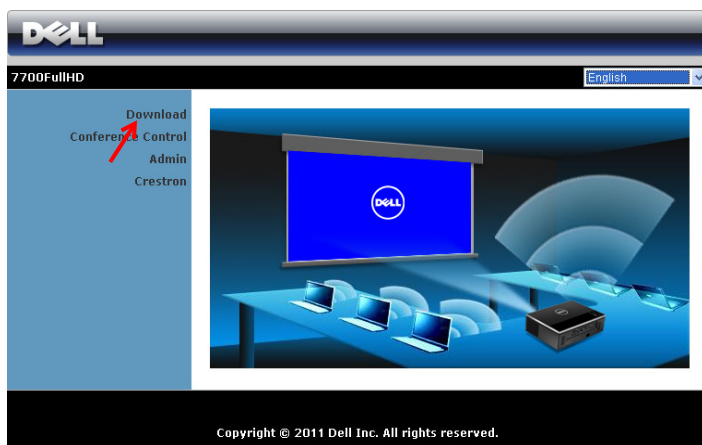 DELL
7700FullHD
English
Download
Conference Control
Admin
Crestron
DELL
Copyright © 2011 Dell Inc. All rights reserved.